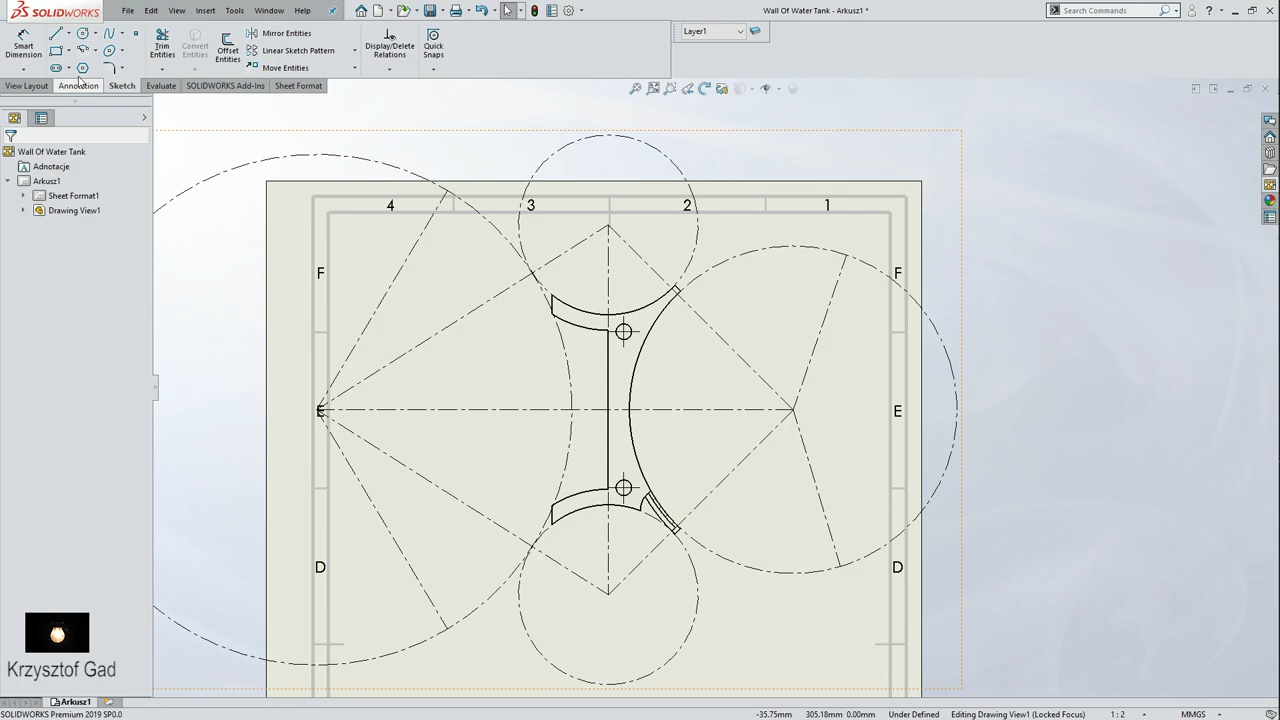 SOLIDWORKS
File
Edit
View
Insert
Tools
Window
Help
Wall Of Water Tank - Arkusz1 *
Search Commands
?
Smart
Dimension
Trim
Entities
Convert
Entities
Offset
Entities
Mirror Entities
Linear Sketch Pattern
Move Entities
Display/Delete
Relations
Quick
Snaps
Layer1
View Layout
Annotation
Sketch
Evaluate
SOLIDWORKS Add-Ins
Sheet Format
Wall Of Water Tank
Adnotacje
Arkusz1
Sheet Format1
Drawing View1
4
3
2
1
F
F
E
E
D
D
Krzysztof Gad
Arkusz1
SOLIDWORKS Premium 2019 SP0.0
-35.75mm
305.18mm 0.00mm
Under Defined
Editing Drawing View1 (Locked Focus)
1 : 2
MMGS